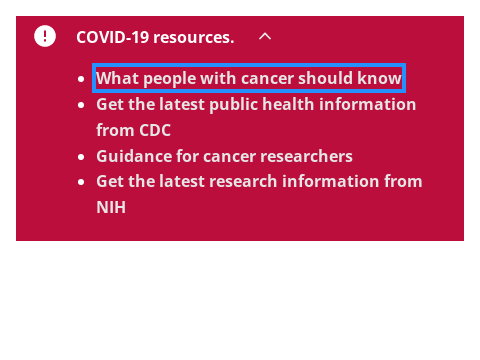 COVID-19 resources.
What people with cancer should know
Get the latest public health information
from CDC
Guidance for cancer researchers
Get the latest research information from
NIH